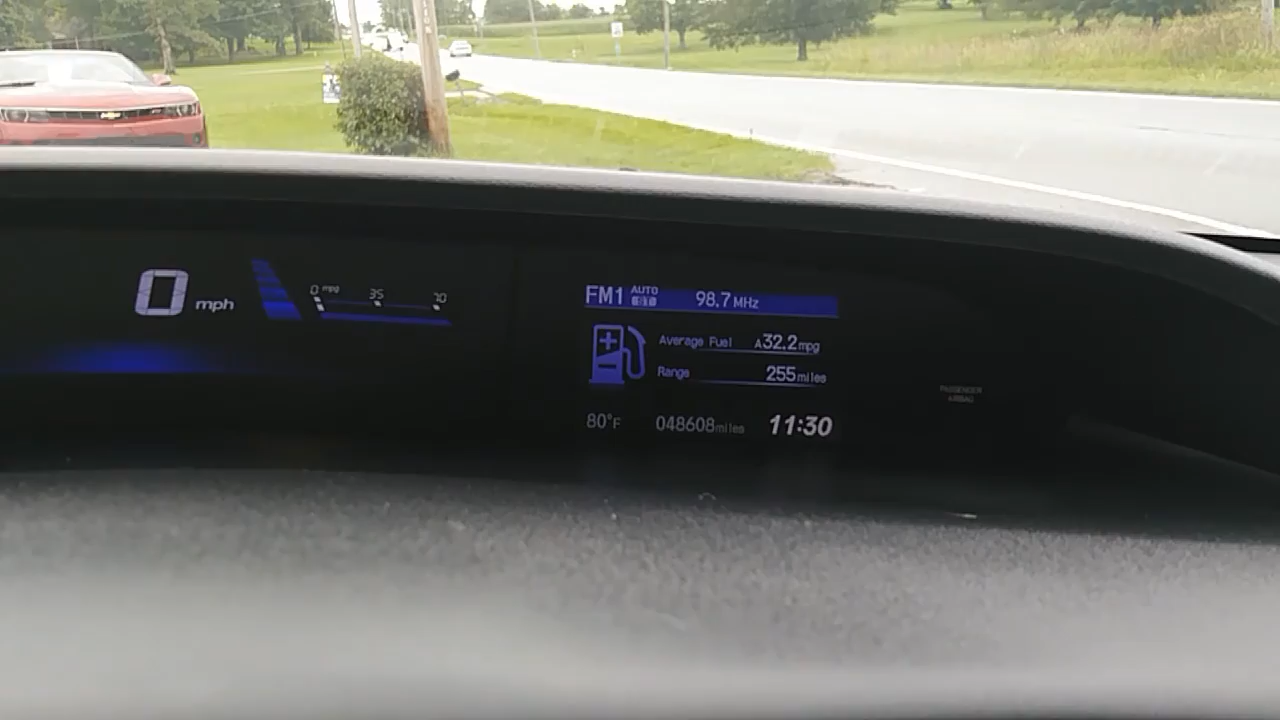 0 mph
0 mpg 35 70
FM1 AUTO 98.7 MHz
Average Fuel A 32.2 mpg
Range 255 miles
80°F 048608 miles 11:30
PASSENGER
AIRBAG